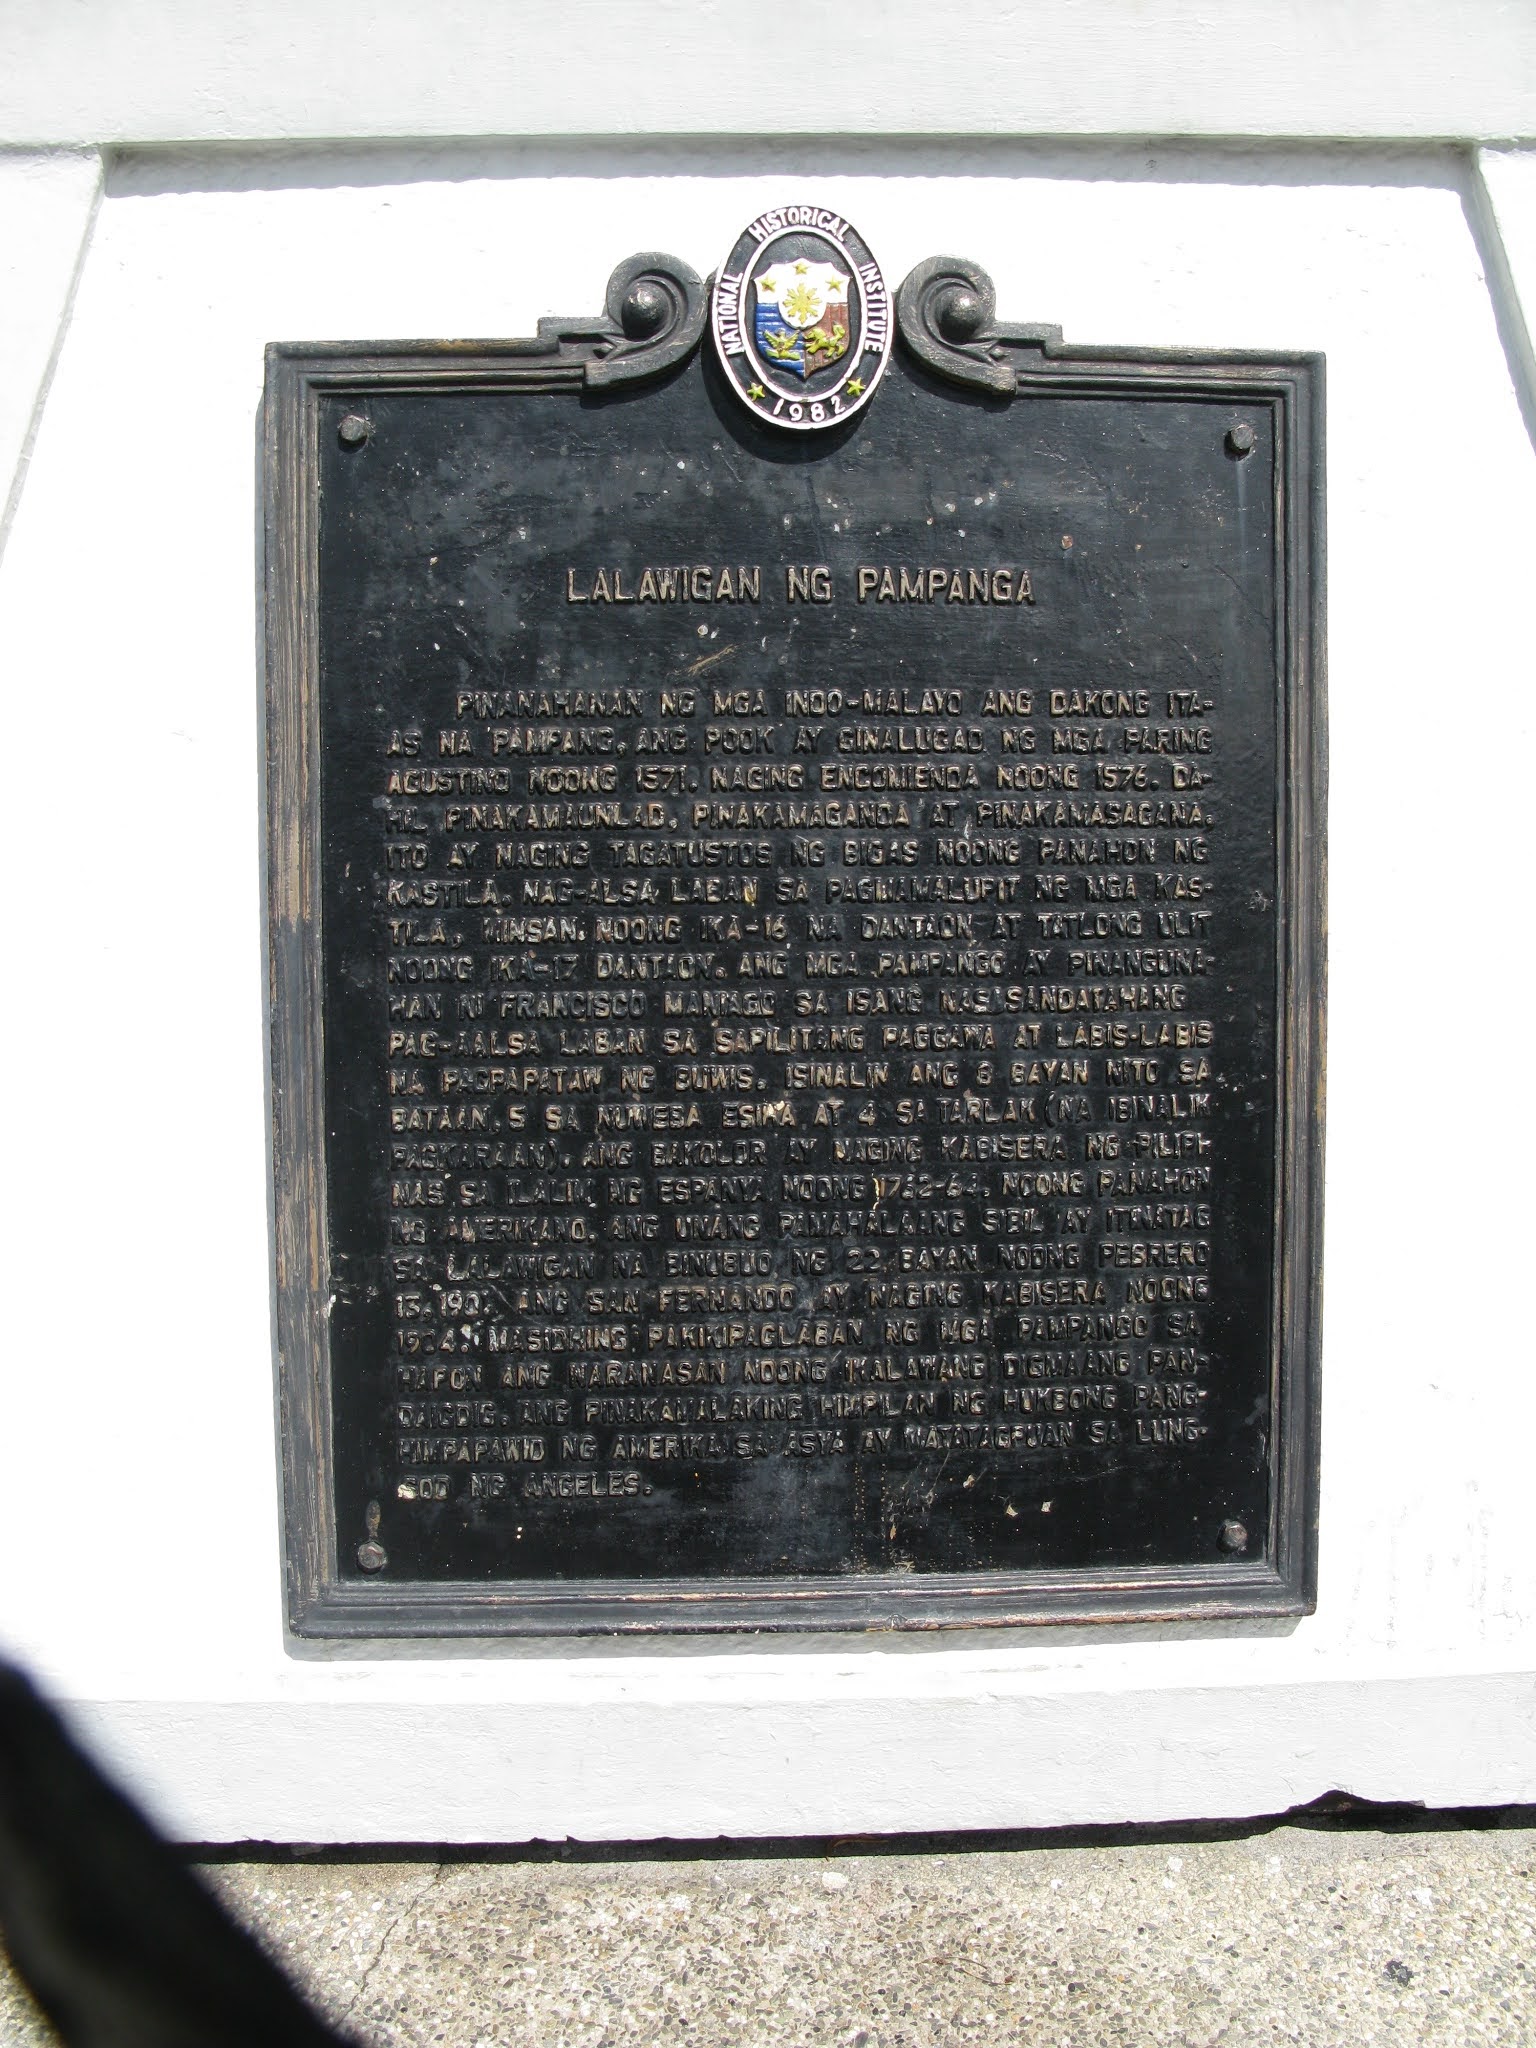 NATIONAL HISTORICAL INSTITUTE
1982
LALAWIGAN NG PAMPANGA
PINANAHANAN NG MGA INDO-MALAYO ANG DAKONG ITA-
AS NA PAMPANG, ANG POOK AY GINALUGAD NG MGA PARING
AGUSTINO NOONG 1571. NAGING ENCOMIENDA NOONG 1576. DA-
HIL PINAKAMAUNLAD, PINAKAMAGANDA AT PINAKAMASAGANA,
ITO AY NAGING TAGATUSTOS NG BIGAS NOONG PANAHON NG
KASTILA. NAG-ALSA LABAN SA PAGMAMALUPIT NG MGA KAS-
TILA, MINSAN NOONG IKA-16 NA DANTAON AT TATLONG ULIT
NOONG IKA-17 DANTAON. ANG MGA PAMPANGO AY PINANGUNA-
HAN NI FRANCISCO MANIAGO SA ISANG NASASANDATAHANG
PAG-AALSA LABAN SA SAPILITANG PAGGAWA AT LABIS-LABIS
NA PAGPAPATAW NG BUWIS. ISINALIN ANG 8 BAYAN NITO SA
BATAAN, 5 SA NUWEBA ESIHA AT 4 SA TARLAK (NA IBINALIK
PAGKARAAN). ANG BAKOLOR AY NAGING KABISERA NG PILIPI-
NAS SA ILALIM NG ESPANYA NOONG 1762-64. NOONG PANAHON
NG AMERIKANO, ANG UNANG PAMAHALAANG SIBIL AY ITINATAG
SA LALAWIGAN NA BINUBUO NG 22 BAYAN NOONG PEBRERO
13, ANG SAN FERNANDO AY NAGING KABISERA NOONG
1904. MASIDHING PAKIKIPAGLABAN NG MGA PAMPANGO SA
HAPON ANG NARANASAN NOONG IKALAWANG DIGMAANG PAN-
DAIGDIG. ANG PINAKAMALAKING HIMPILAN NG HUKBONG PANG-
HIMPAPAWID NG AMERIKA SA ASYA AY MATATAGPUAN SA LUNG-
SOD NG ANGELES.